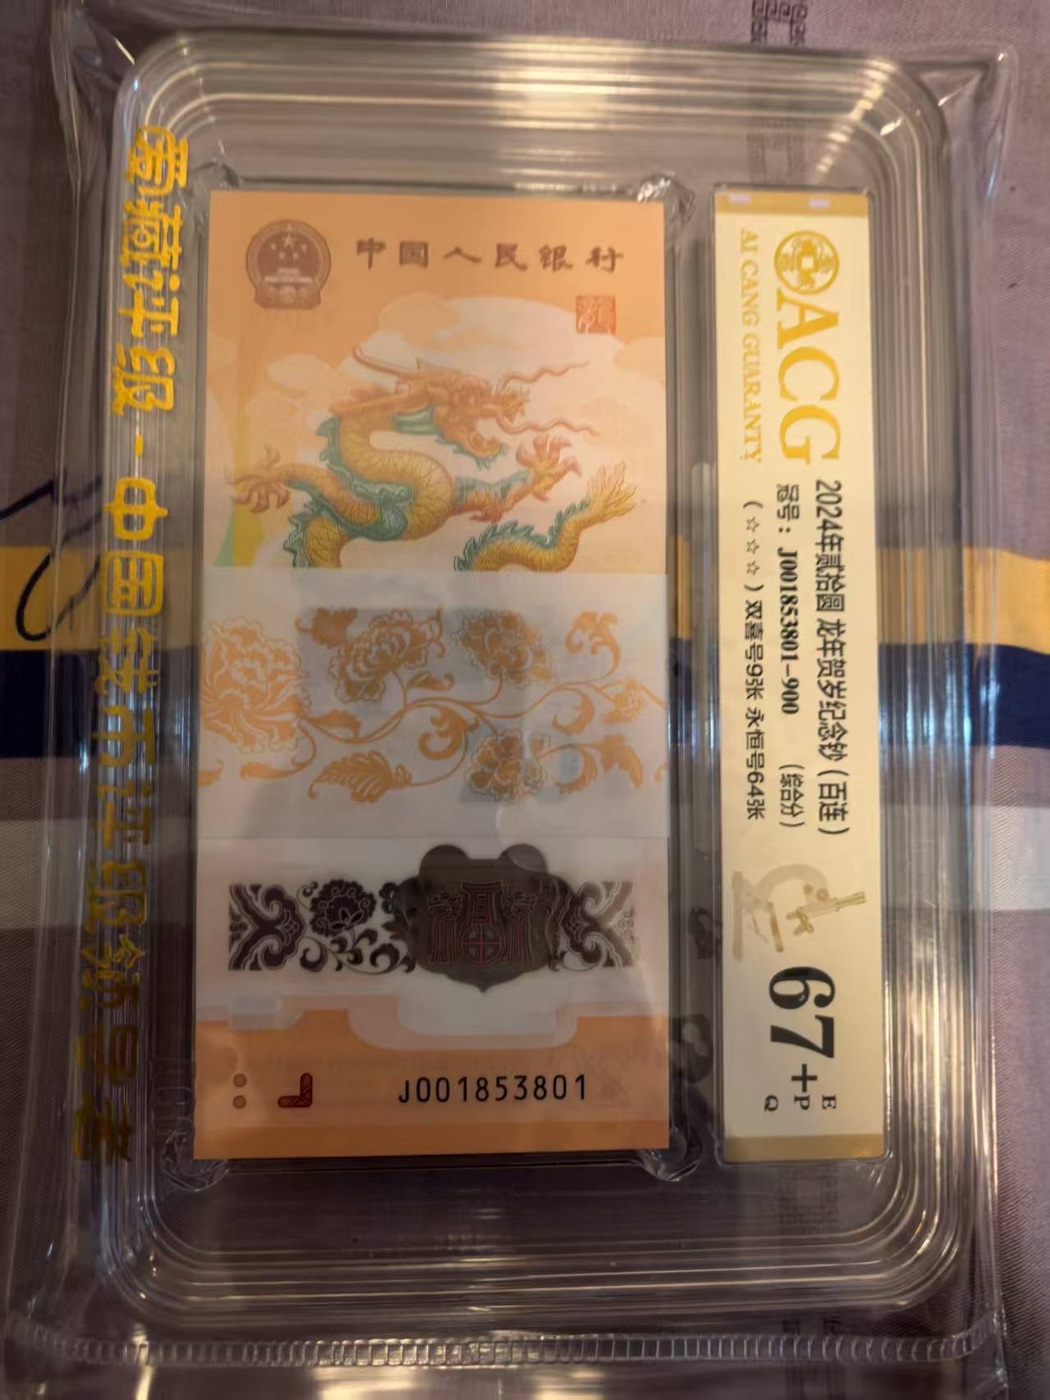 中国人民银行
J001853801
ACG
AI CANG GUARANTY
2024年贰拾圆 龙年贺岁纪念钞（百连）
冠号：J001853801-900 （综合分）
（☆☆☆）双喜号9张 永恒号64张
67+
E
P
Q
爱藏评级-中国钱币评级领导者